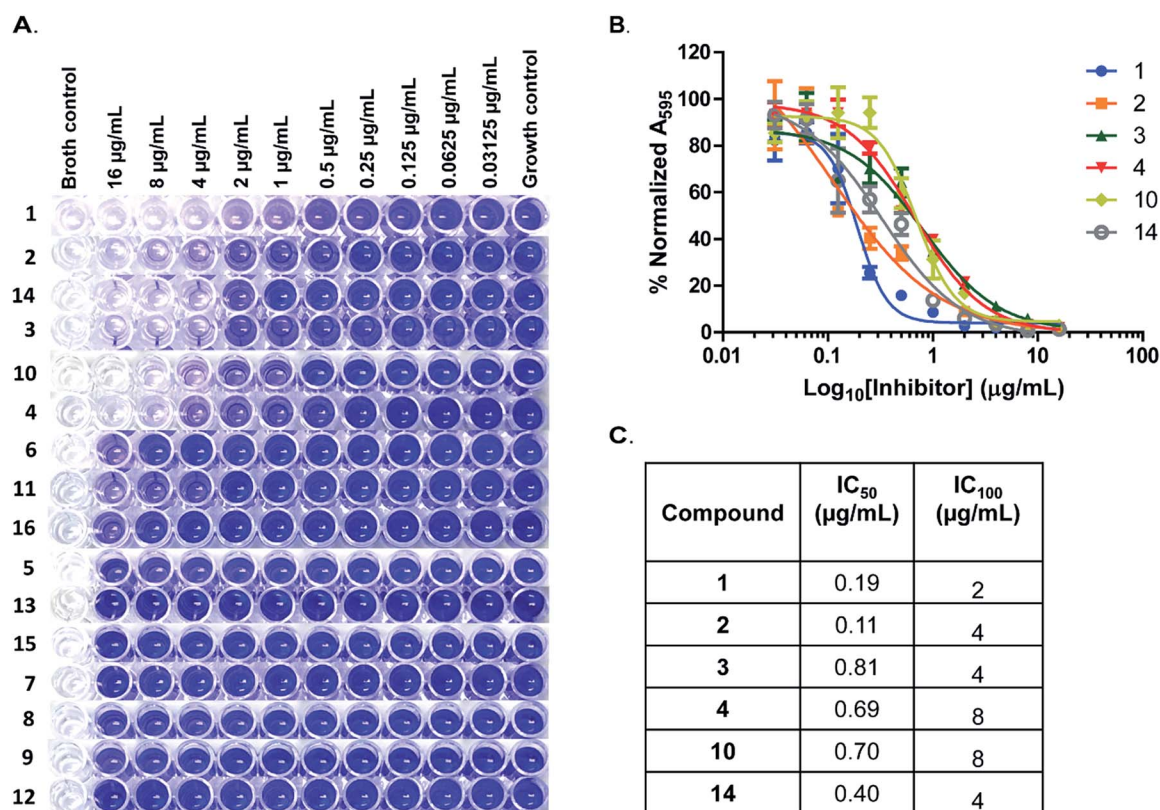 A.
Broth control
16 µg/mL
8 µg/mL
4 µg/mL
2 µg/mL
1 µg/mL
0.5 µg/mL
0.25 µg/mL
0.125 µg/mL
0.0625 µg/mL
0.03125 µg/mL
Growth control
1
2
14
3
10
4
6
11
16
5
13
15
7
8
9
12
B.
% Normalized A595
120
100
80
60
40
20
0
0.01 0.1 1 10 100
Log10[Inhibitor] (µg/mL)
1
2
3
4
10
14
C.
Compound IC50 (µg/mL) IC100 (µg/mL)
1 0.19 2
2 0.11 4
3 0.81 4
4 0.69 8
10 0.70 8
14 0.40 4